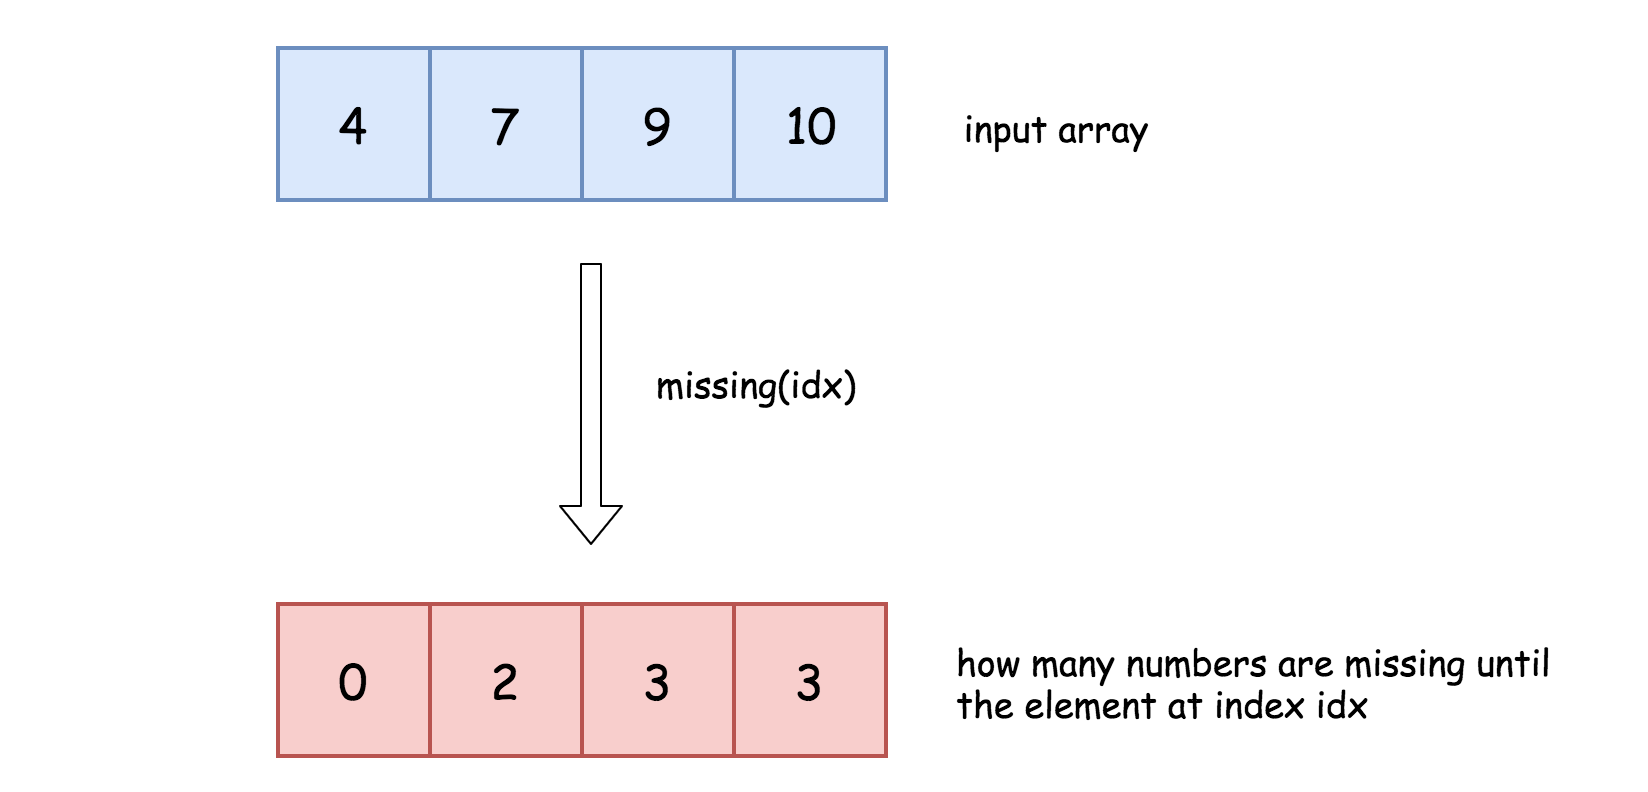 4 7 9 10 input array
missing(idx)
0 2 3 3 how many numbers are missing until
the element at index idx